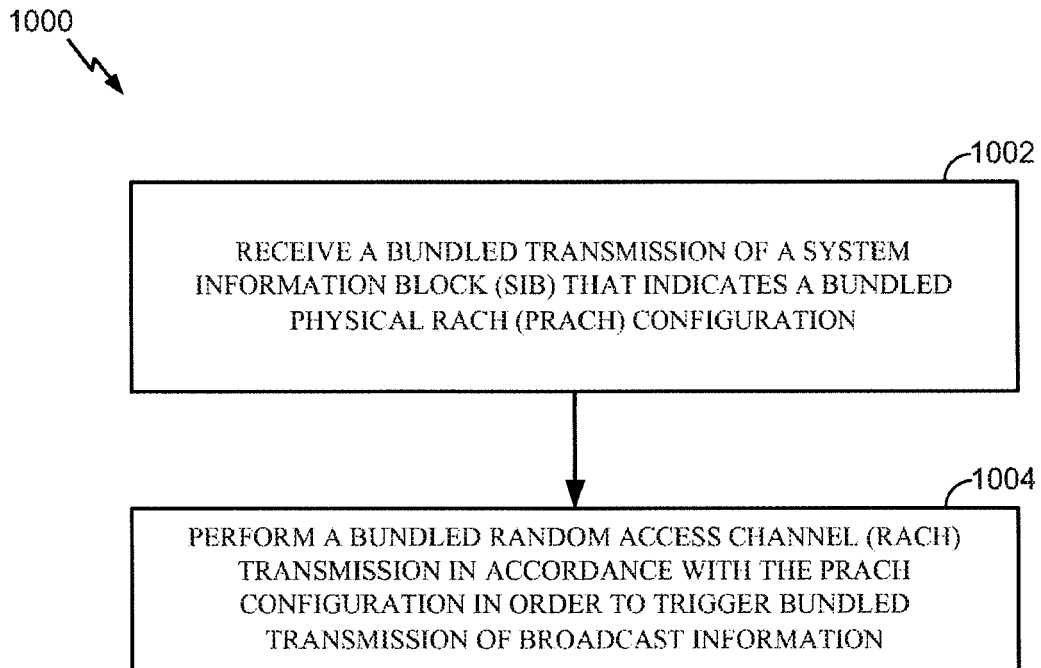 1000
1002
RECEIVE A BUNDLED TRANSMISSION OF A SYSTEM
INFORMATION BLOCK (SIB) THAT INDICATES A BUNDLED
PHYSICAL RACH (PRACH) CONFIGURATION
1004
PERFORM A BUNDLED RANDOM ACCESS CHANNEL (RACH)
TRANSMISSION IN ACCORDANCE WITH THE PRACH
CONFIGURATION IN ORDER TO TRIGGER BUNDLED
TRANSMISSION OF BROADCAST INFORMATION